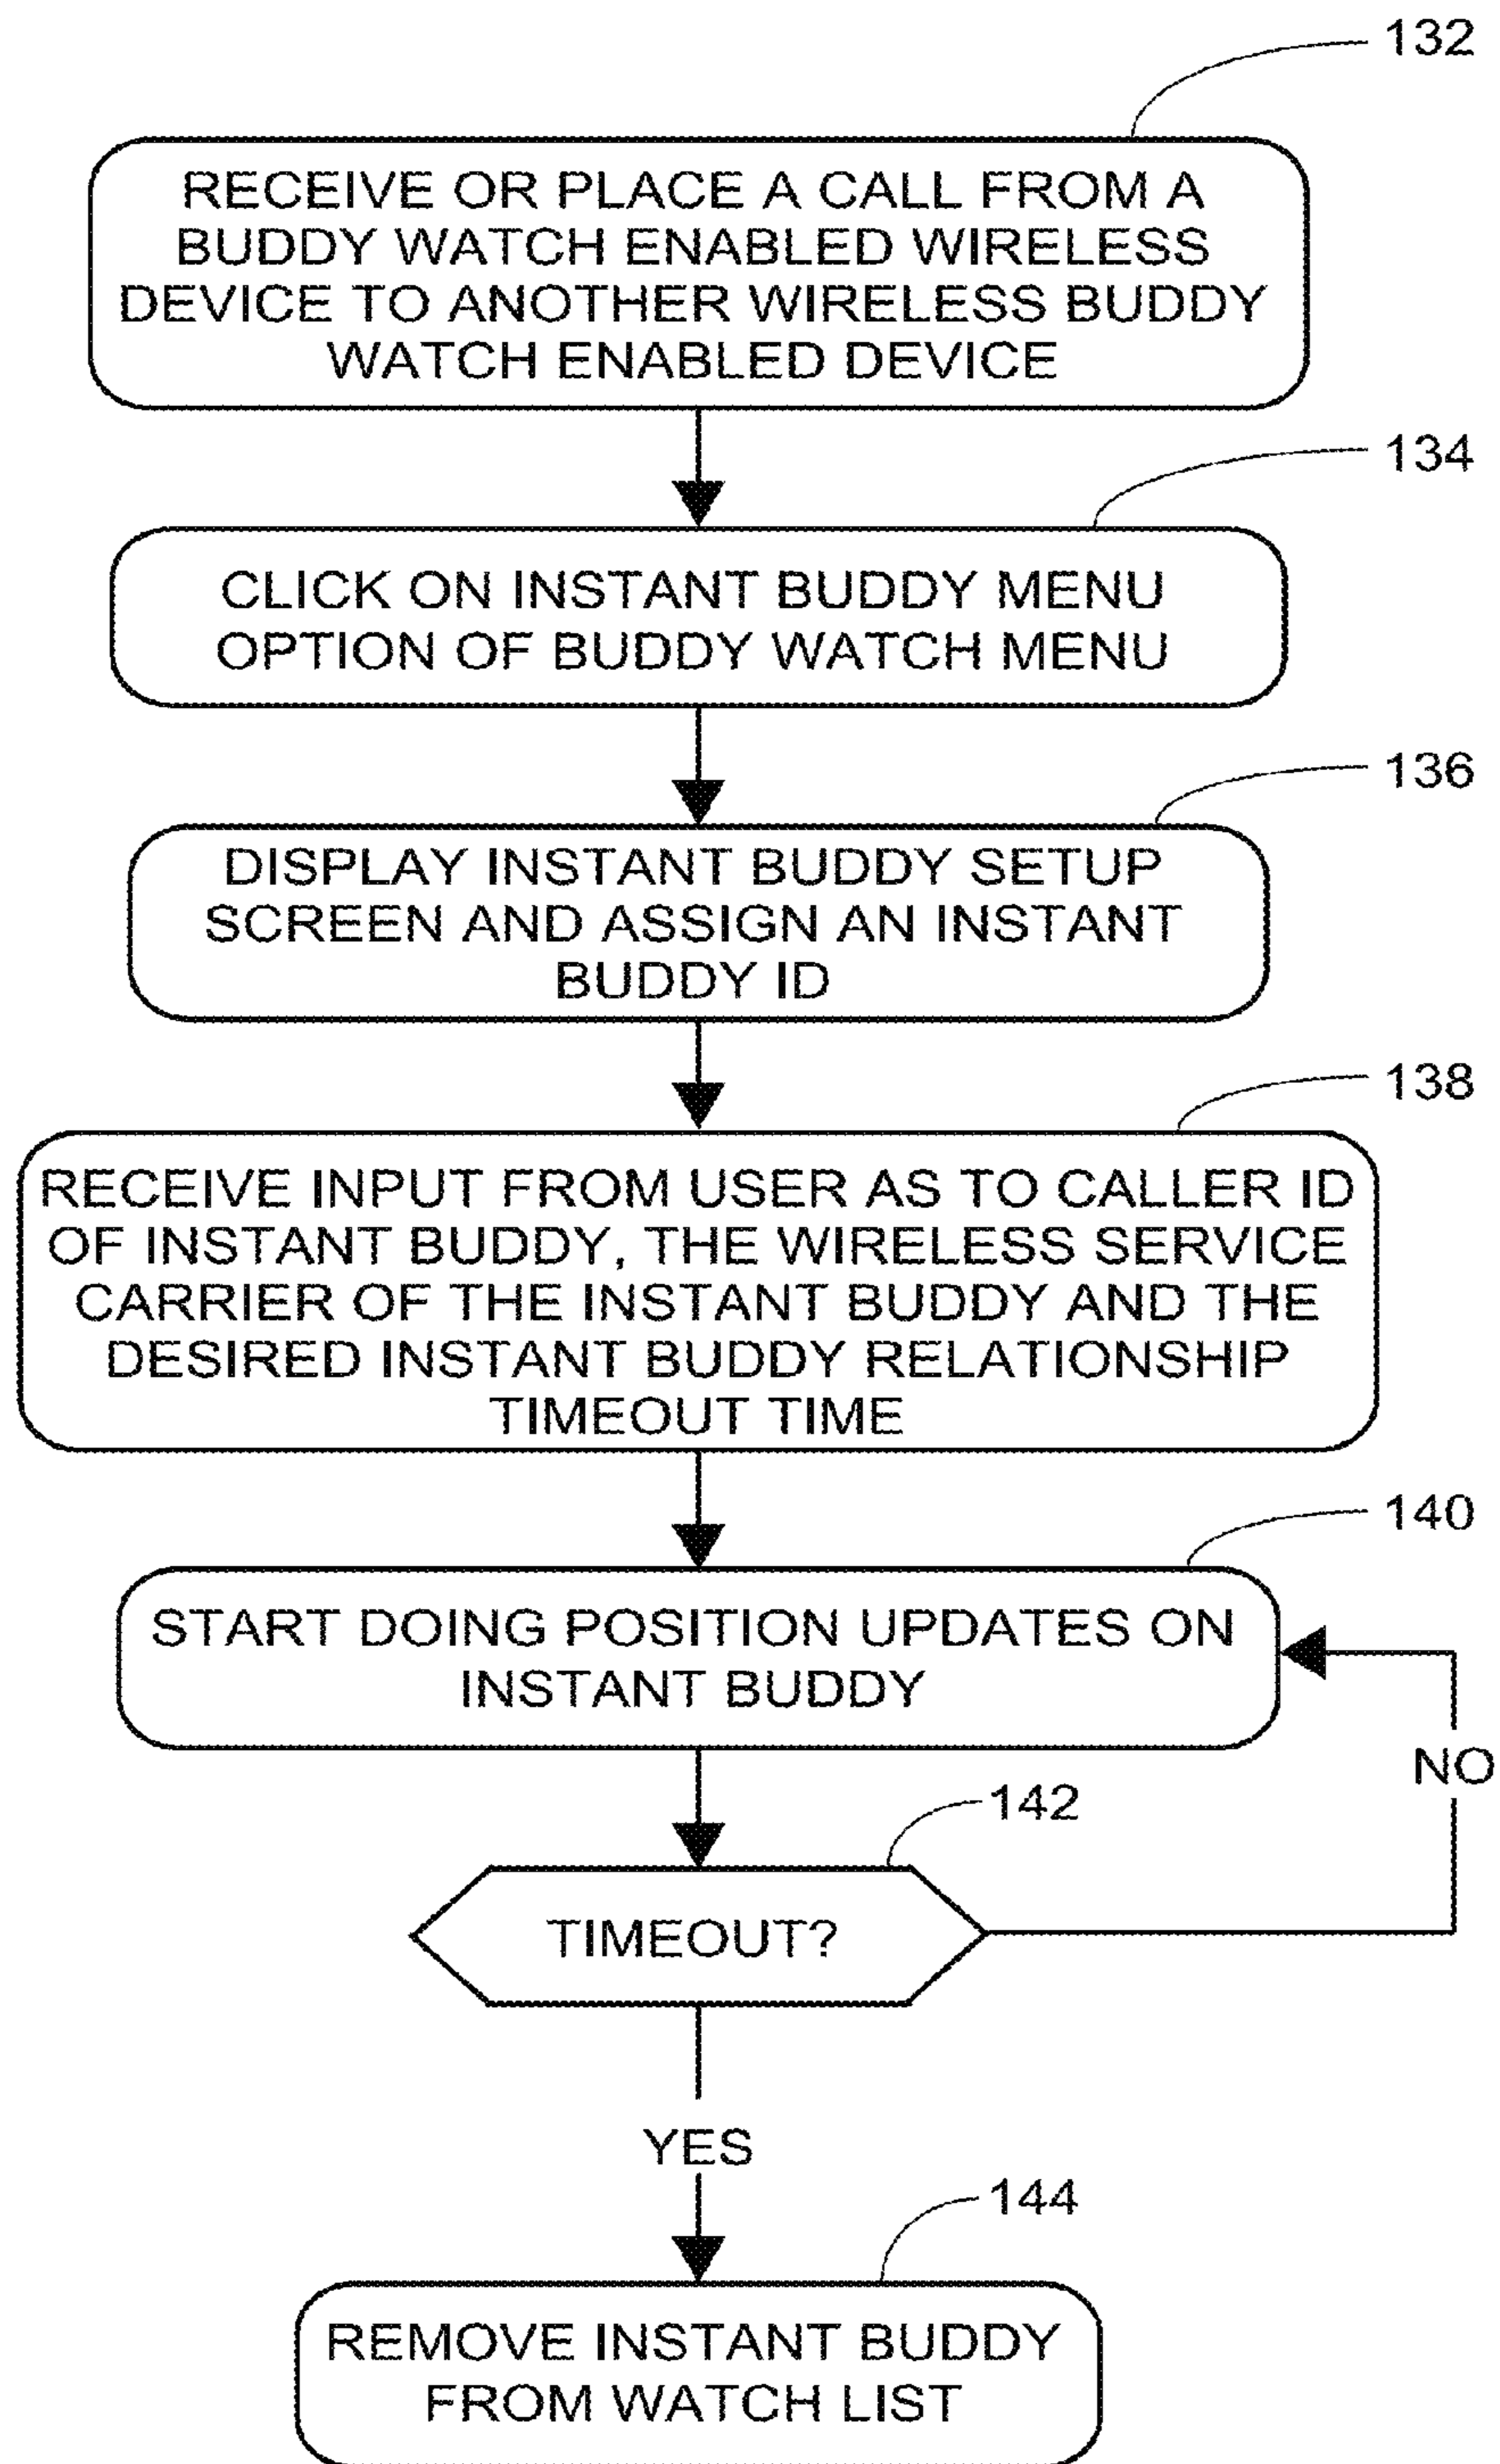 132
RECEIVE OR PLACE A CALL FROM A
BUDDY WATCH ENABLED WIRELESS
DEVICE TO ANOTHER WIRELESS BUDDY
WATCH ENABLED DEVICE
134
CLICK ON INSTANT BUDDY MENU
OPTION OF BUDDY WATCH MENU
136
DISPLAY INSTANT BUDDY SETUP
SCREEN AND ASSIGN AN INSTANT
BUDDY ID
138
RECEIVE INPUT FROM USER AS TO CALLER ID
OF INSTANT BUDDY, THE WIRELESS SERVICE
CARRIER OF THE INSTANT BUDDY AND THE
DESIRED INSTANT BUDDY RELATIONSHIP
TIMEOUT TIME
140
START DOING POSITION UPDATES ON
INSTANT BUDDY
NO
142
TIMEOUT?
YES
144
REMOVE INSTANT BUDDY
FROM WATCH LIST